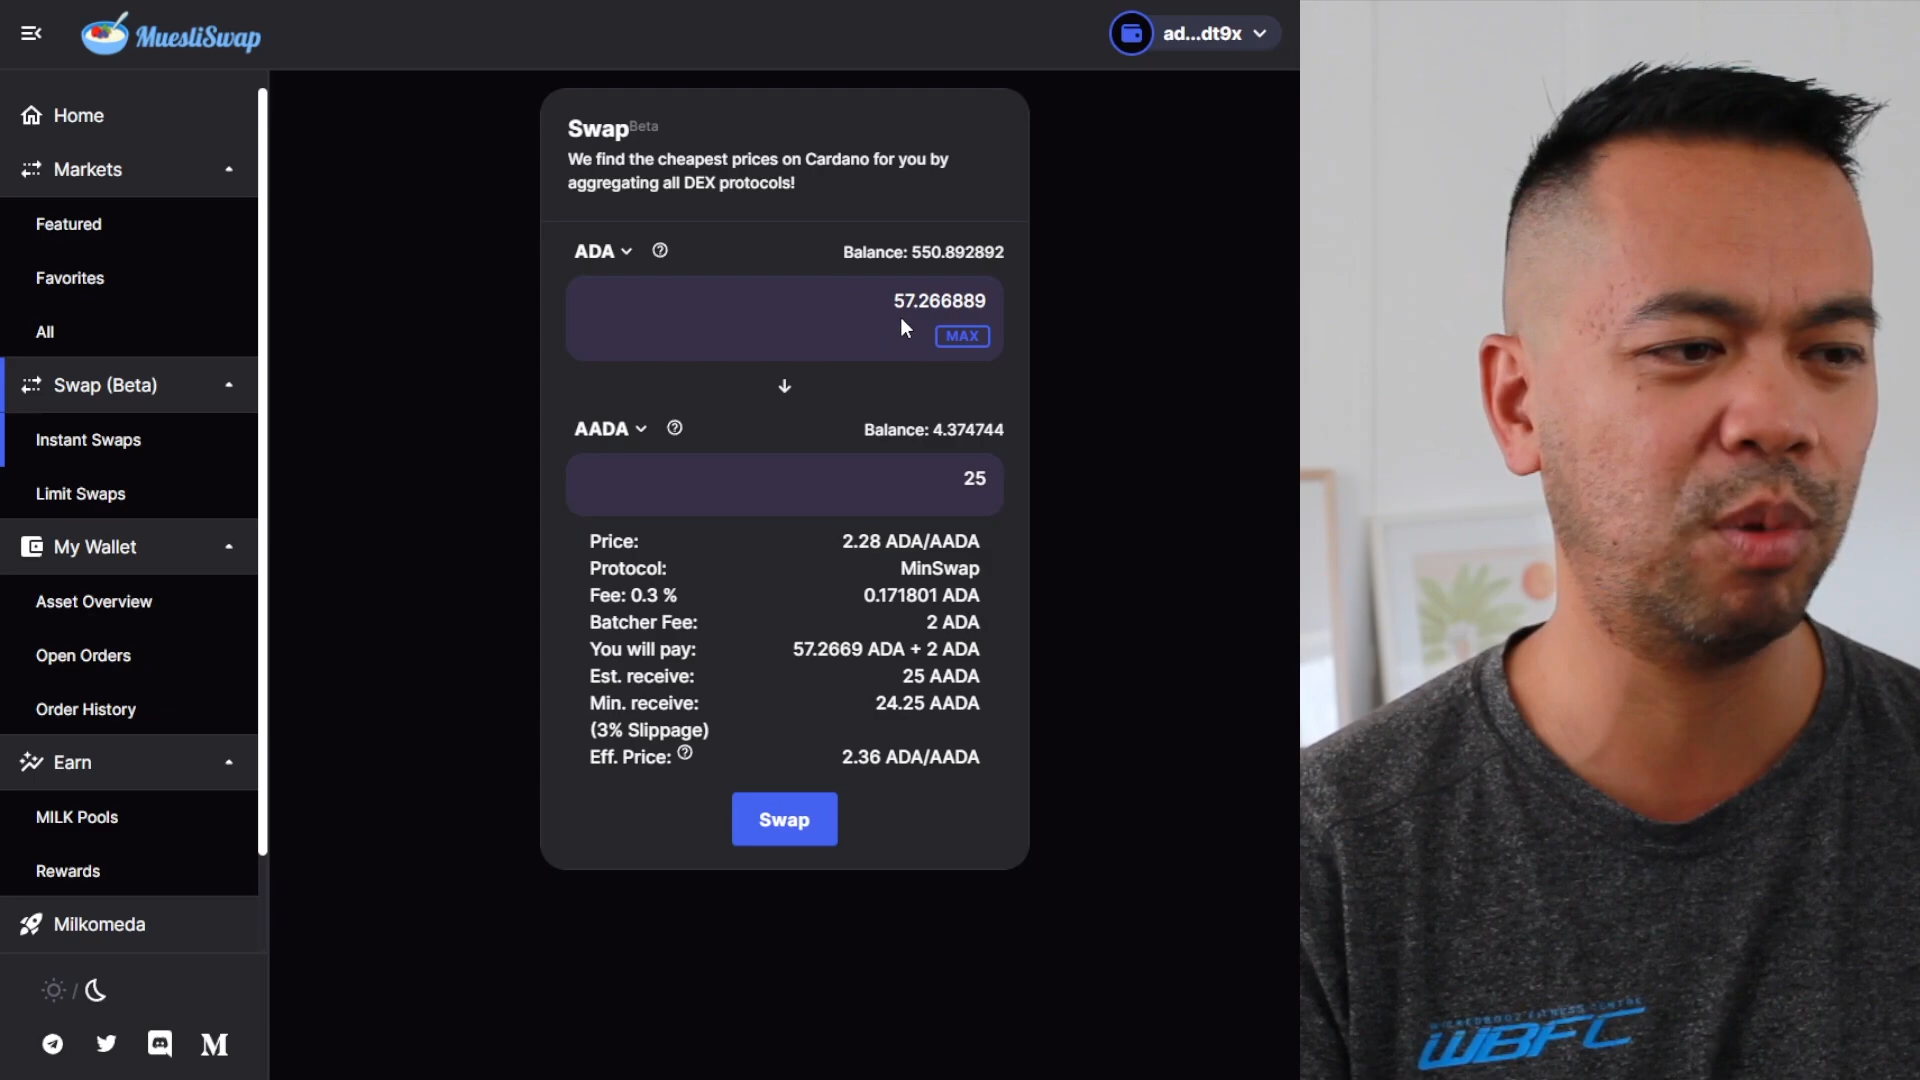 MuesliSwap
ad...dt9x
Home
Markets
Featured
Favorites
All
Swap (Beta)
Instant Swaps
Limit Swaps
My Wallet
Asset Overview
Open Orders
Order History
Earn
MILK Pools
Rewards
Milkomeda
/
M
Swap Beta
We find the cheapest prices on Cardano for you by
aggregating all DEX protocols!
ADA Balance: 550.892892
57.266889
MAX
AADA Balance: 4.374744
25
Price: 2.28 ADA/AADA
Protocol: MinSwap
Fee: 0.3 % 0.171801 ADA
Batcher Fee: 2 ADA
You will pay: 57.2669 ADA + 2 ADA
Est. receive: 25 AADA
Min. receive: 24.25 AADA
(3% Slippage)
Eff. Price: 2.36 ADA/AADA
Swap
WBFC